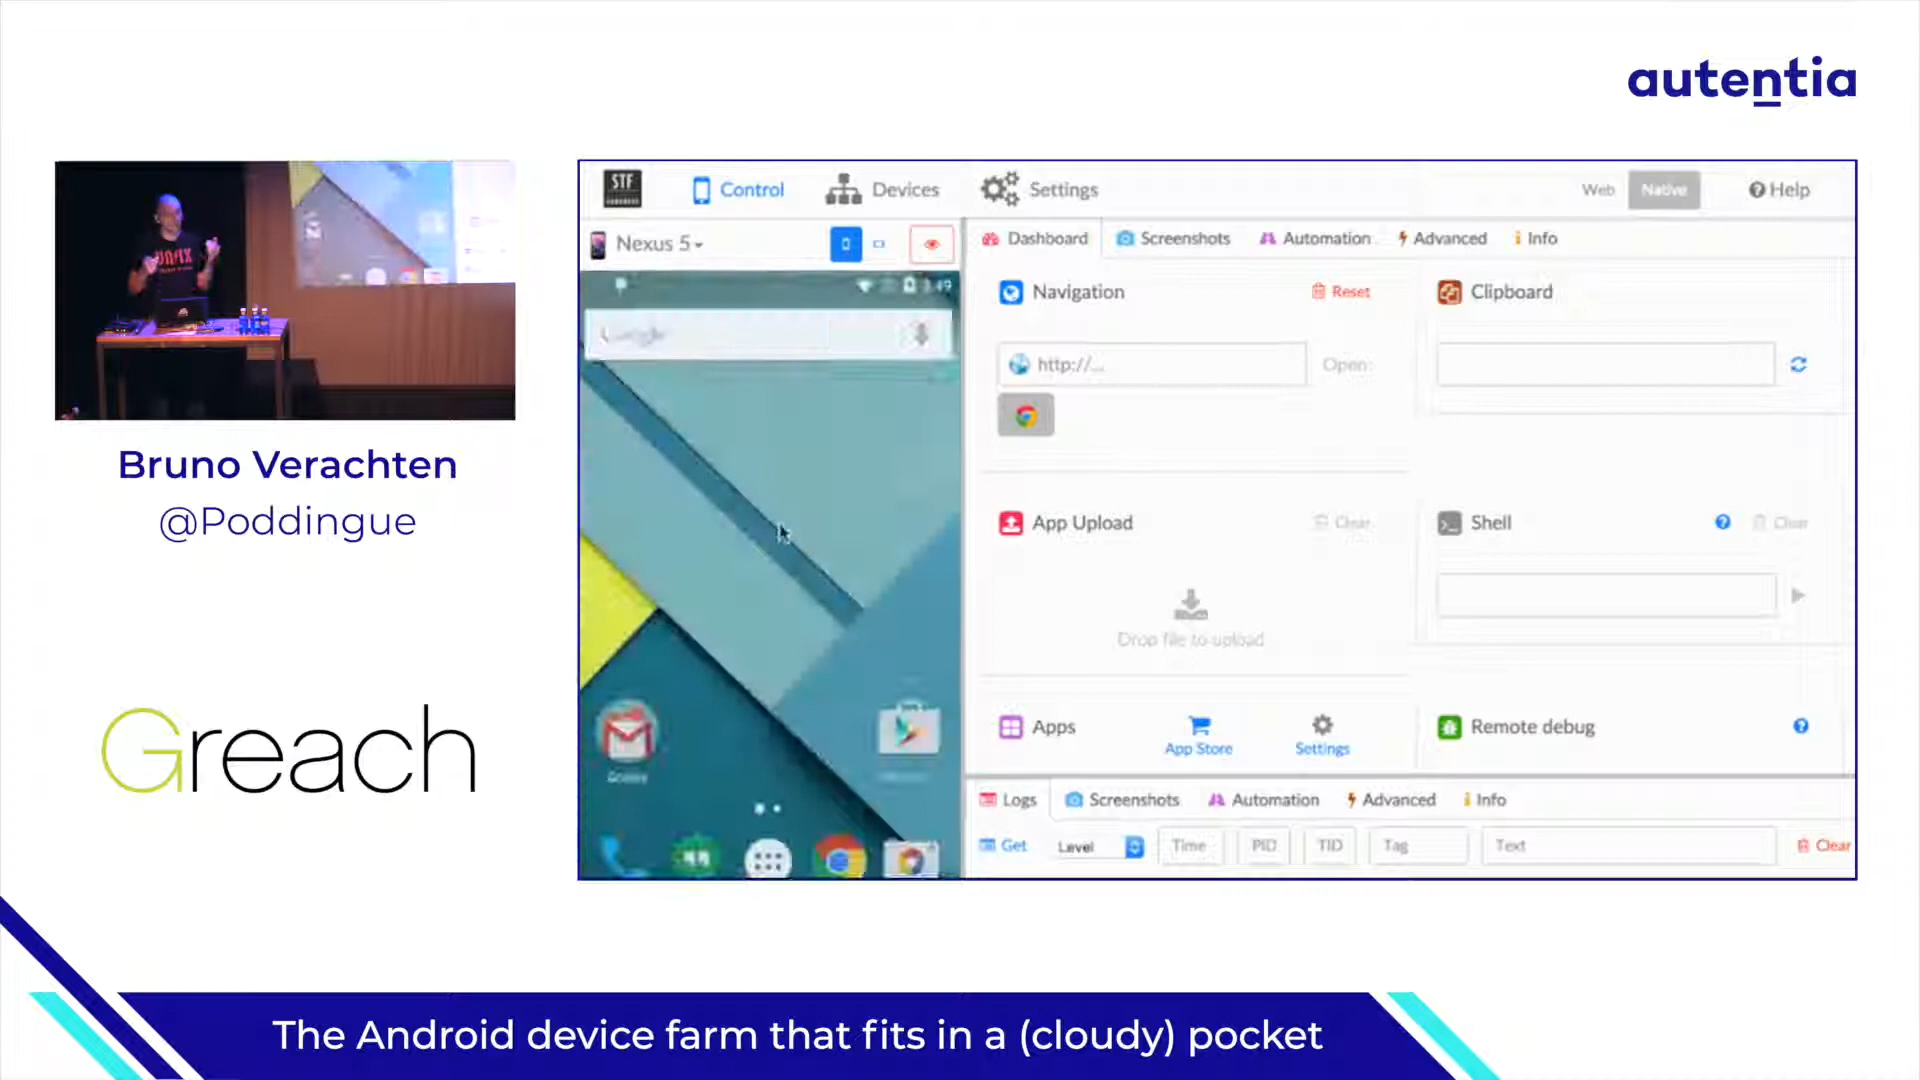 autentia
STF
Control
Devices
Settings
Web
Native
Help
Nexus 5
Dashboard
Screenshots
Automation
Advanced
Info
3:49
Google
Navigation
Reset
http://...
Open
Clipboard
App Upload
Clear
Drop file to upload
Shell
Clear
Apps
App Store
Settings
Remote debug
Logs
Screenshots
Automation
Advanced
Info
Get
Level
Time
PID
TID
Tag
Text
Clear
Bruno Verachten
@Poddingue
Greach
The Android device farm that fits in a (cloudy) pocket